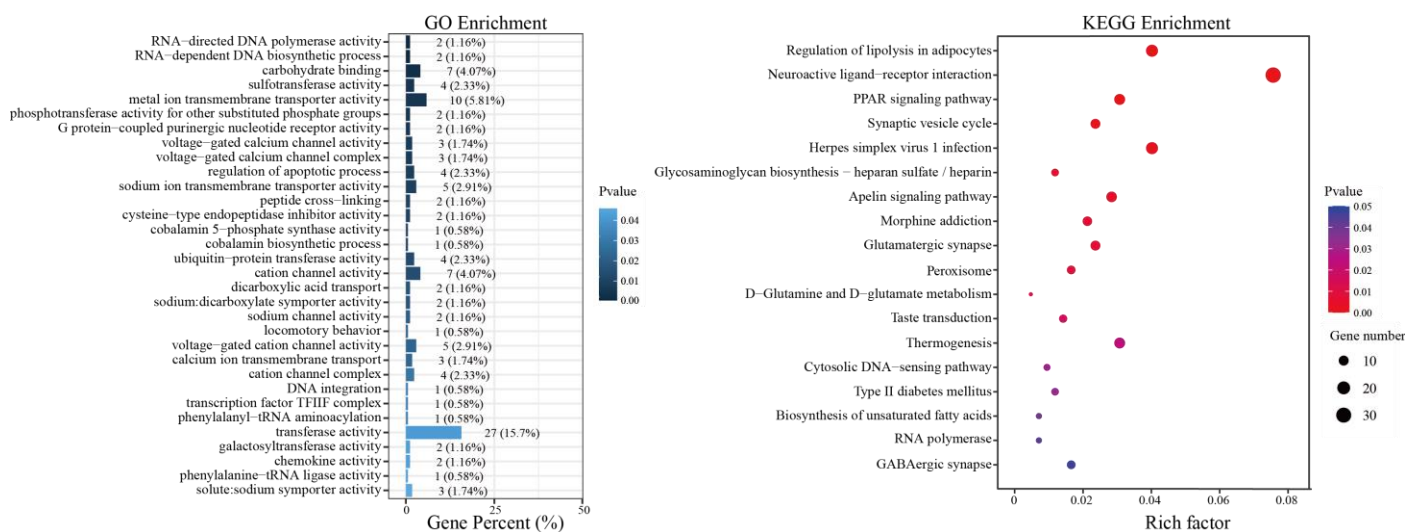 GO Enrichment
RNA−directed DNA polymerase activity 2 (1.16%)
RNA−dependent DNA biosynthetic process 2 (1.16%)
carbohydrate binding 7 (4.07%)
sulfotransferase activity 4 (2.33%)
metal ion transmembrane transporter activity 10 (5.81%)
phosphotransferase activity for other substituted phosphate groups 2 (1.16%)
G protein−coupled purinergic nucleotide receptor activity 2 (1.16%)
voltage−gated calcium channel activity 3 (1.74%)
voltage−gated calcium channel complex 3 (1.74%)
regulation of apoptotic process 4 (2.33%)
sodium ion transmembrane transporter activity 5 (2.91%)
peptide cross−linking 2 (1.16%)
cysteine−type endopeptidase inhibitor activity 2 (1.16%)
cobalamin 5−phosphate synthase activity 1 (0.58%)
cobalamin biosynthetic process 1 (0.58%)
ubiquitin−protein transferase activity 4 (2.33%)
cation channel activity 7 (4.07%)
dicarboxylic acid transport 2 (1.16%)
sodium:dicarboxylate symporter activity 2 (1.16%)
sodium channel activity 2 (1.16%)
locomotory behavior 1 (0.58%)
voltage−gated cation channel activity 5 (2.91%)
calcium ion transmembrane transport 3 (1.74%)
cation channel complex 4 (2.33%)
DNA integration 1 (0.58%)
transcription factor TFIIF complex 1 (0.58%)
phenylalanyl−tRNA aminoacylation 1 (0.58%)
transferase activity 27 (15.7%)
galactosyltransferase activity 2 (1.16%)
chemokine activity 2 (1.16%)
phenylalanine−tRNA ligase activity 1 (0.58%)
solute:sodium symporter activity 3 (1.74%)
0 25 50
Gene Percent (%)
Pvalue
0.04
0.03
0.02
0.01
0.00
KEGG Enrichment
Regulation of lipolysis in adipocytes
Neuroactive ligand−receptor interaction
PPAR signaling pathway
Synaptic vesicle cycle
Herpes simplex virus 1 infection
Glycosaminoglycan biosynthesis − heparan sulfate / heparin
Apelin signaling pathway
Morphine addiction
Glutamatergic synapse
Peroxisome
D−Glutamine and D−glutamate metabolism
Taste transduction
Thermogenesis
Cytosolic DNA−sensing pathway
Type II diabetes mellitus
Biosynthesis of unsaturated fatty acids
RNA polymerase
GABAergic synapse
0 0.02 0.04 0.06 0.08
Rich factor
Pvalue
0.05
0.04
0.03
0.02
0.01
0.00
Gene number
10
20
30